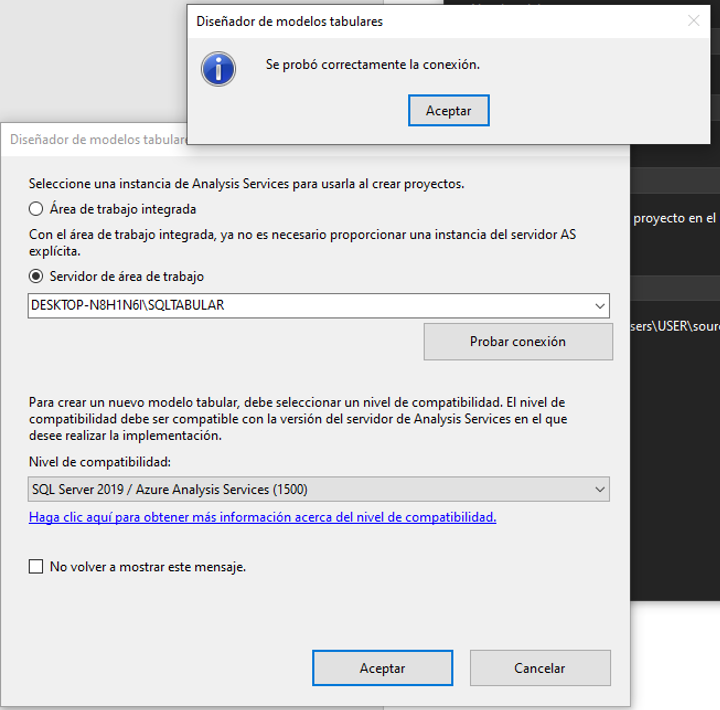 Diseñador de modelos tabulares
Se probó correctamente la conexión.
Aceptar
Diseñador de modelos tabulare
Seleccione una instancia de Analysis Services para usarla al crear proyectos.
Área de trabajo integrada
Con el área de trabajo integrada, ya no es necesario proporcionar una instancia del servidor AS
explícita.
Servidor de área de trabajo
DESKTOP-N8H1N6I\SQLTABULAR
Probar conexión
Para crear un nuevo modelo tabular, debe seleccionar un nivel de compatibilidad. El nivel de
compatibilidad debe ser compatible con la versión del servidor de Analysis Services en el que
desee realizar la implementación.
Nivel de compatibilidad:
SQL Server 2019 / Azure Analysis Services (1500)
Haga clic aquí para obtener más información acerca del nivel de compatibilidad.
No volver a mostrar este mensaje.
Aceptar
Cancelar
proyecto en el
sers\USER\sour